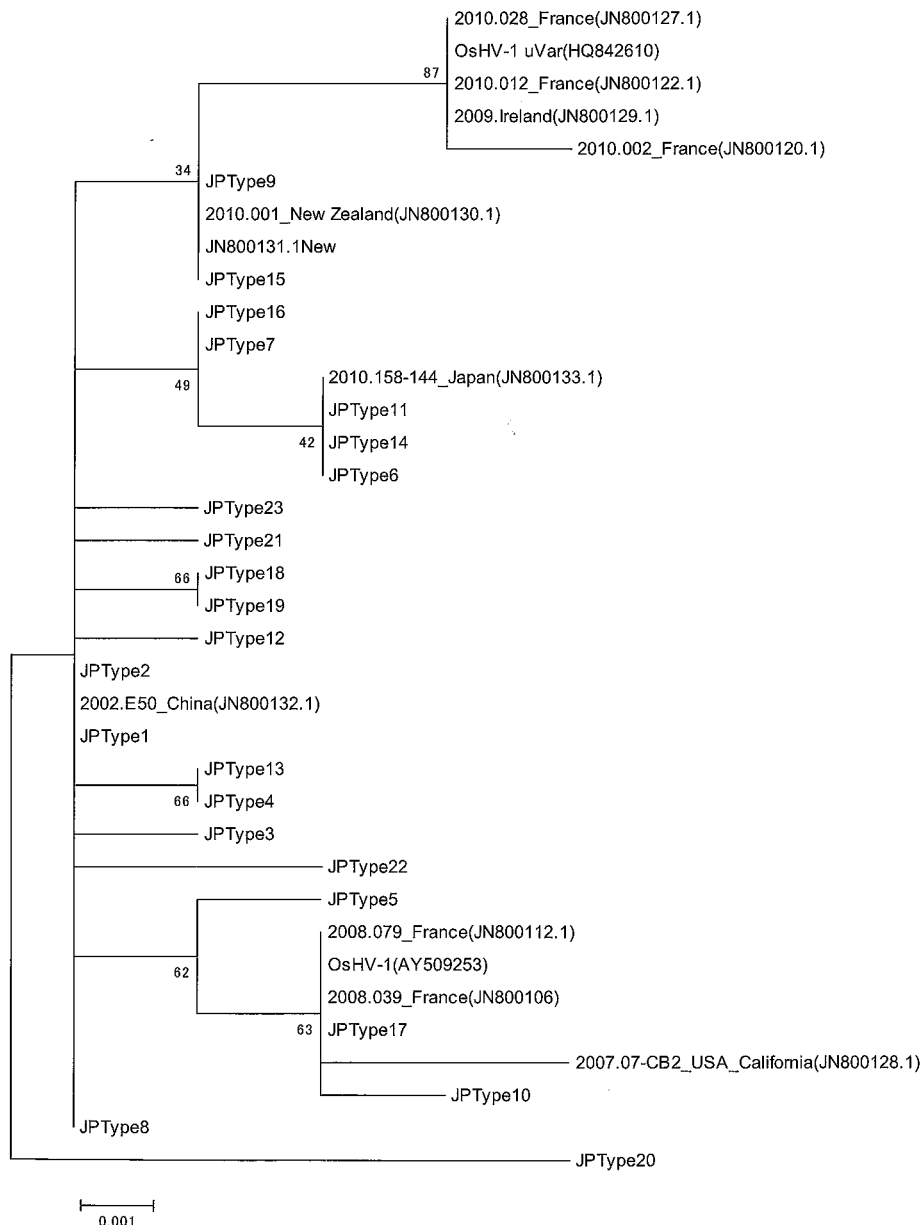 2010.028_France(JN800127.1)
OsHV-1 uVar(HQ842610)
87
2010.012_France(JN800122.1)
2009.Ireland(JN800129.1)
2010.002_France(JN800120.1)
34
JPType9
2010.001_New Zealand(JN800130.1)
JN800131.1New
JPType15
JPType16
JPType7
49
2010.158-144_Japan(JN800133.1)
JPType11
42
JPType14
JPType6
JPType23
JPType21
66
JPType18
JPType19
JPType12
JPType2
2002.E50_China(JN800132.1)
JPType1
JPType13
66
JPType4
JPType3
JPType22
JPType5
2008.079_France(JN800112.1)
62
OsHV-1(AY509253)
2008.039_France(JN800106)
63
JPType17
2007.07-CB2_USA_California(JN800128.1)
JPType10
JPType8
JPType20
0.001